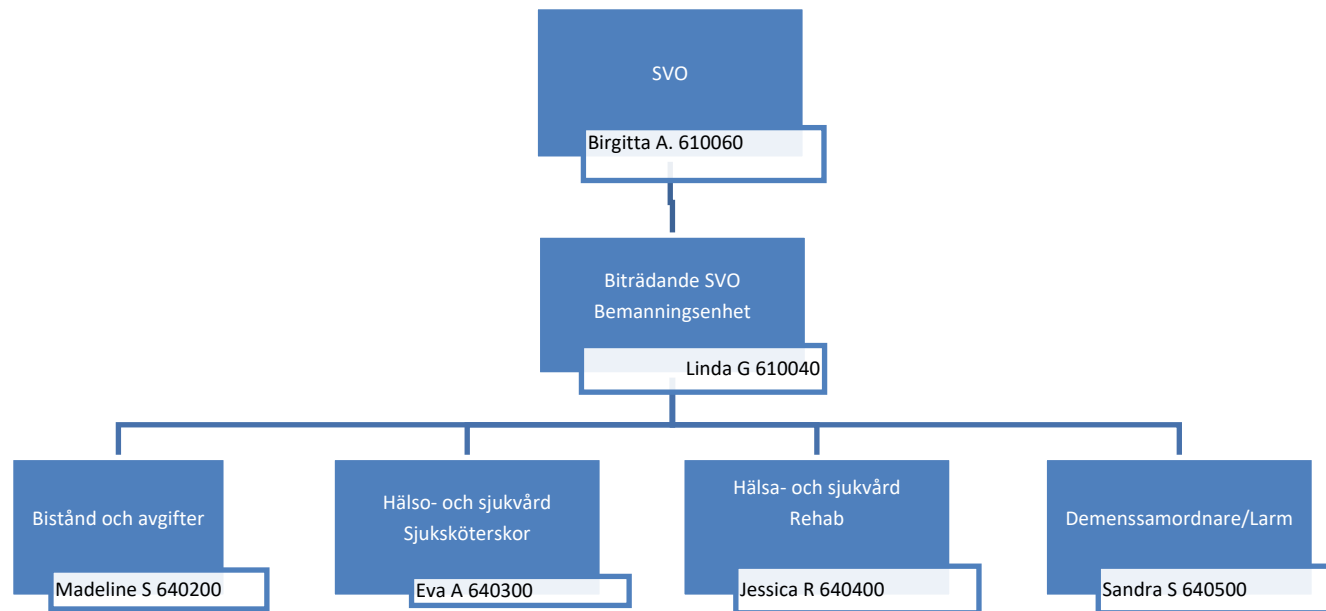 SVO
Birgitta A. 610060
Biträdande SVO
Bemanningsenhet
Linda G 610040
Bistånd och avgifter
Madeline S 640200
Hälso- och sjukvård
Sjuksköterskor
Eva A 640300
Hälsa- och sjukvård
Rehab
Jessica R 640400
Demenssamordnare/Larm
Sandra S 640500